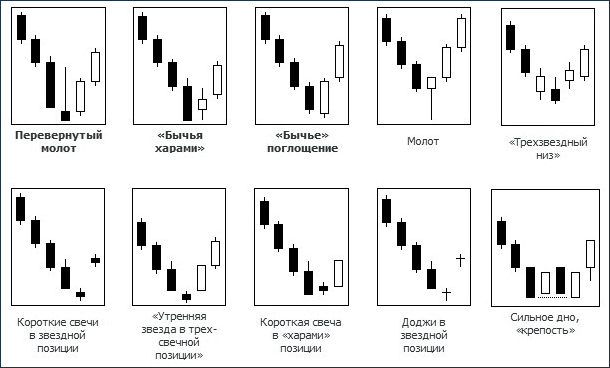 Перевернутый
молот
«Бычья
харами»
«Бычье»
поглощение
Молот
«Трехзвездный
низ»
Короткие свечи
в звездной
позиции
«Утренняя
звезда в трех-
свечной
позиции»
Короткая свеча
в «харами»
позиции
Доджи в
звездной
позиции
Сильное дно,
«крепость»